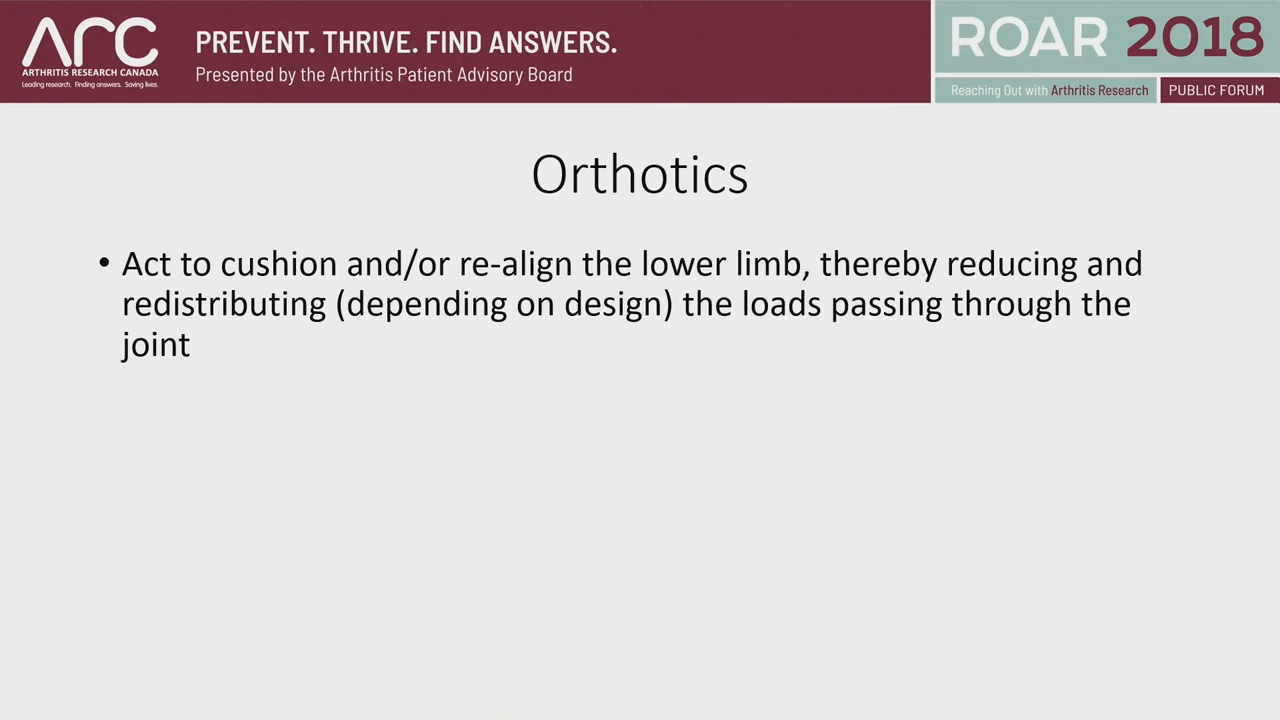 ARC
ARTHRITIS RESEARCH CANADA
Leading research. Finding answers. Saving lives.
PREVENT. THRIVE. FIND ANSWERS.
Presented by the Arthritis Patient Advisory Board
ROAR 2018
Reaching Out with Arthritis Research
PUBLIC FORUM
Orthotics
• Act to cushion and/or re-align the lower limb, thereby reducing and
redistributing (depending on design) the loads passing through the
joint